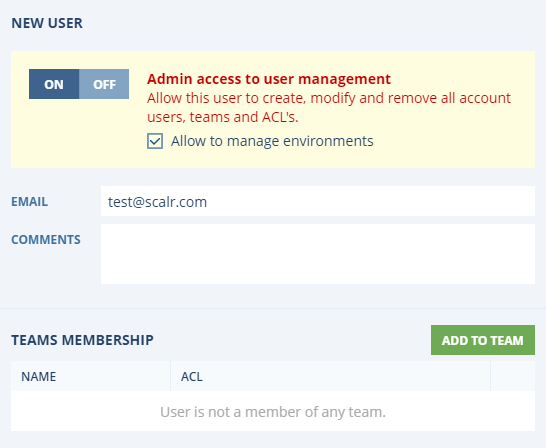 NEW USER
ON OFF
Admin access to user management
Allow this user to create, modify and remove all account
users, teams and ACL's.
Allow to manage environments
EMAIL test@scalr.com
COMMENTS
TEAMS MEMBERSHIP ADD TO TEAM
NAME ACL
User is not a member of any team.